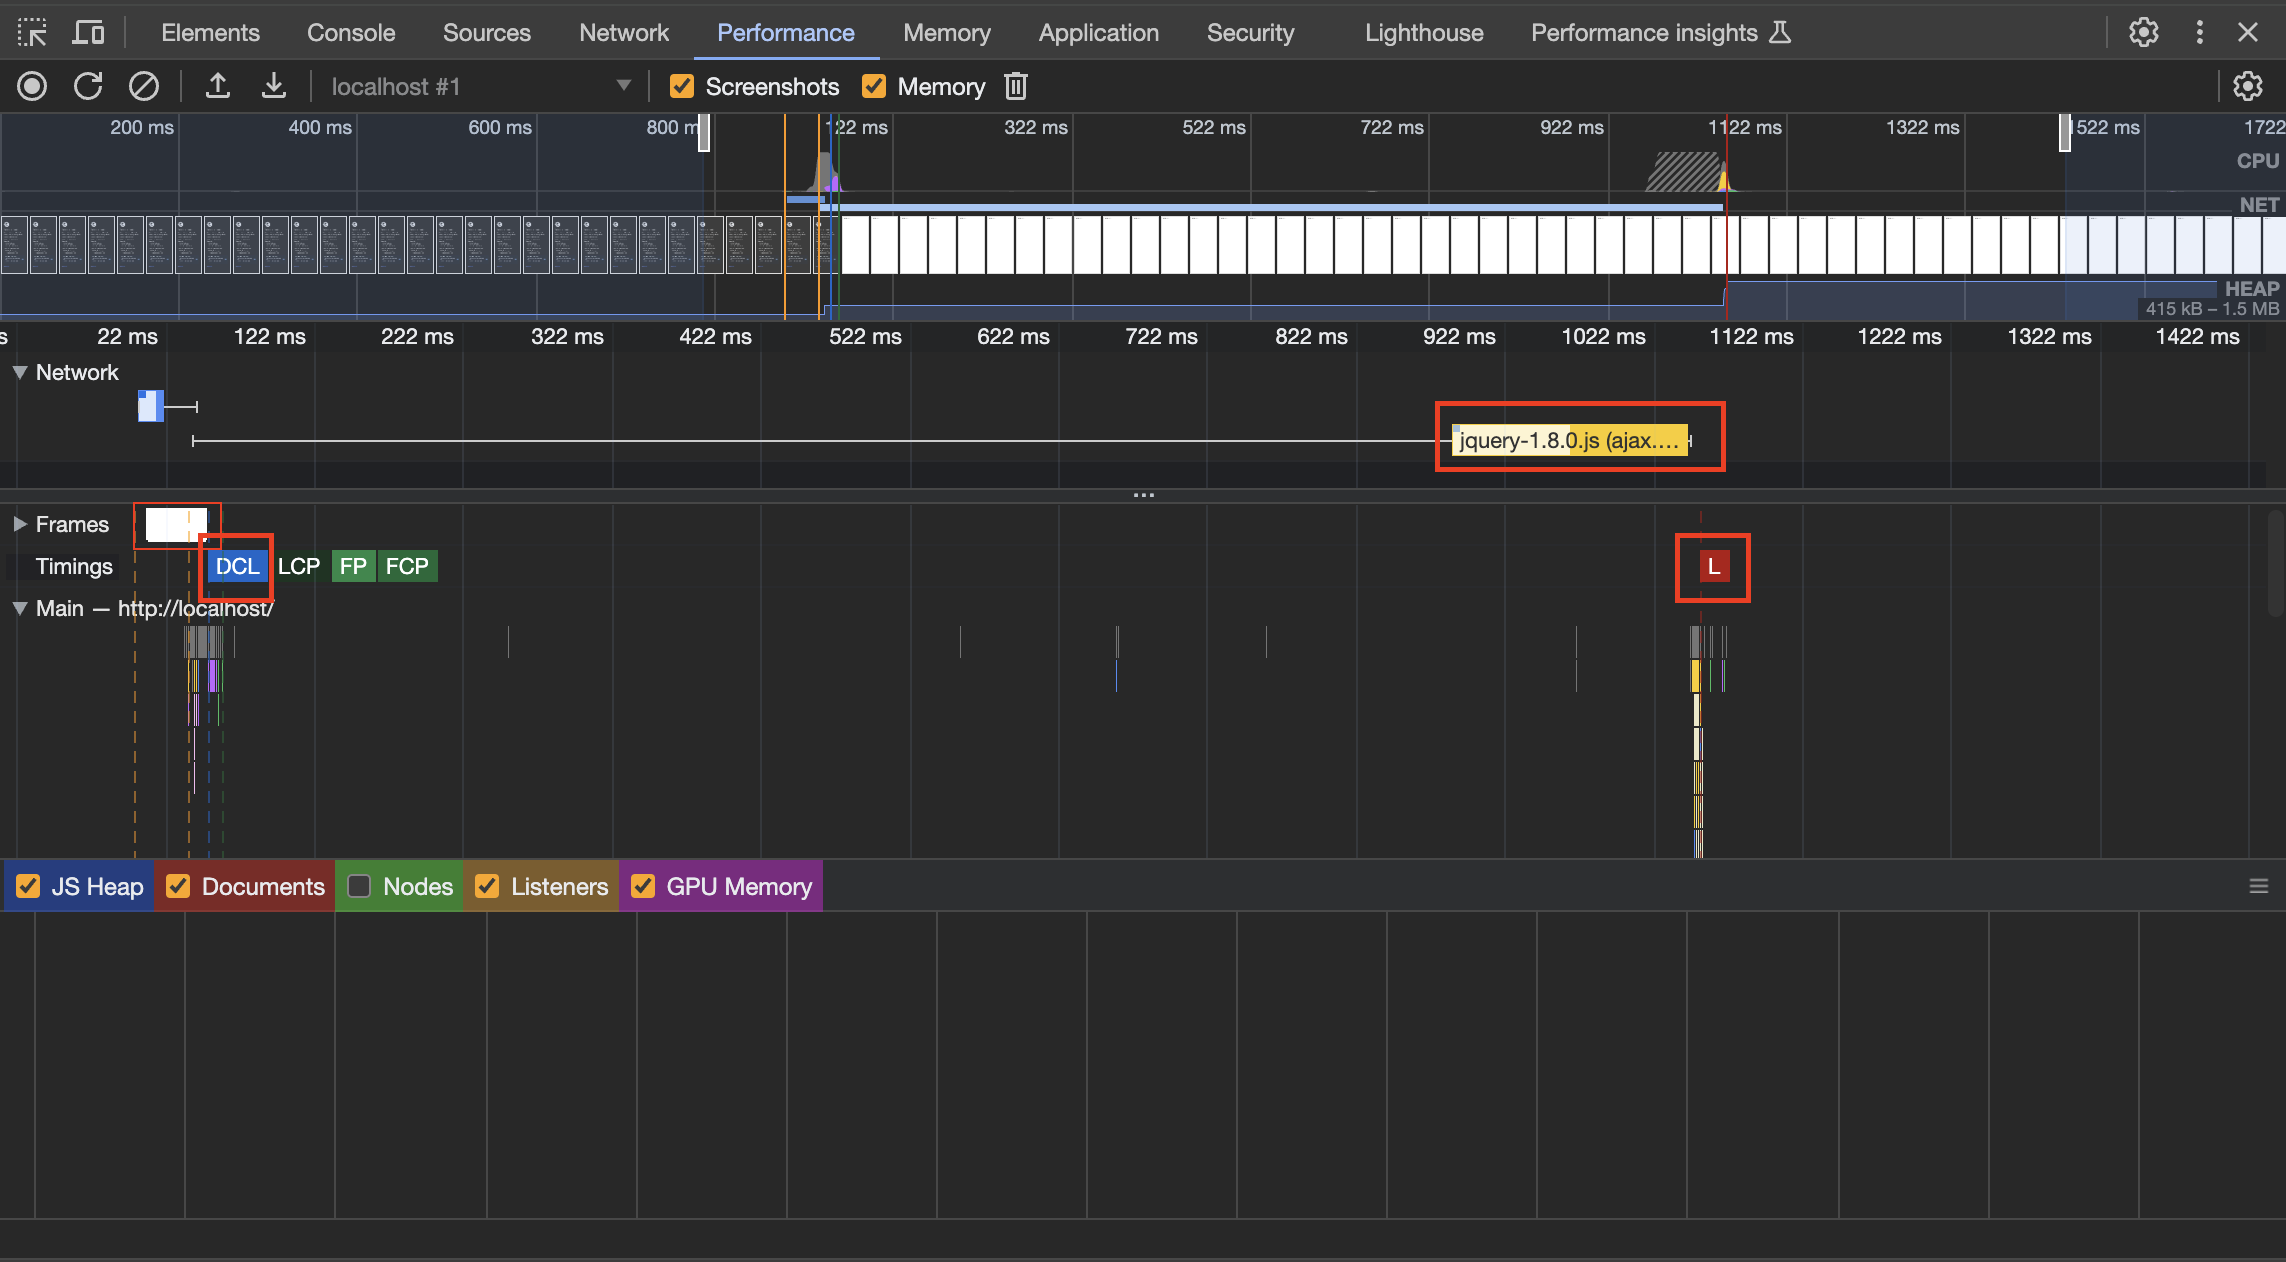 Elements Console Sources Network Performance Memory Application Security Lighthouse Performance insights
localhost #1 Screenshots Memory
200 ms 400 ms 600 ms 800 m 122 ms 322 ms 522 ms 722 ms 922 ms 1122 ms 1322 ms 1522 ms 1722
CPU
NET
HEAP
415 kB – 1.5 MB
s 22 ms 122 ms 222 ms 322 ms 422 ms 522 ms 622 ms 722 ms 822 ms 922 ms 1022 ms 1122 ms 1222 ms 1322 ms 1422 ms
Network
jquery-1.8.0.js (ajax.…
...
Frames
Timings DCL LCP FP FCP L
Main — http://localhost/
JS Heap Documents Nodes Listeners GPU Memory